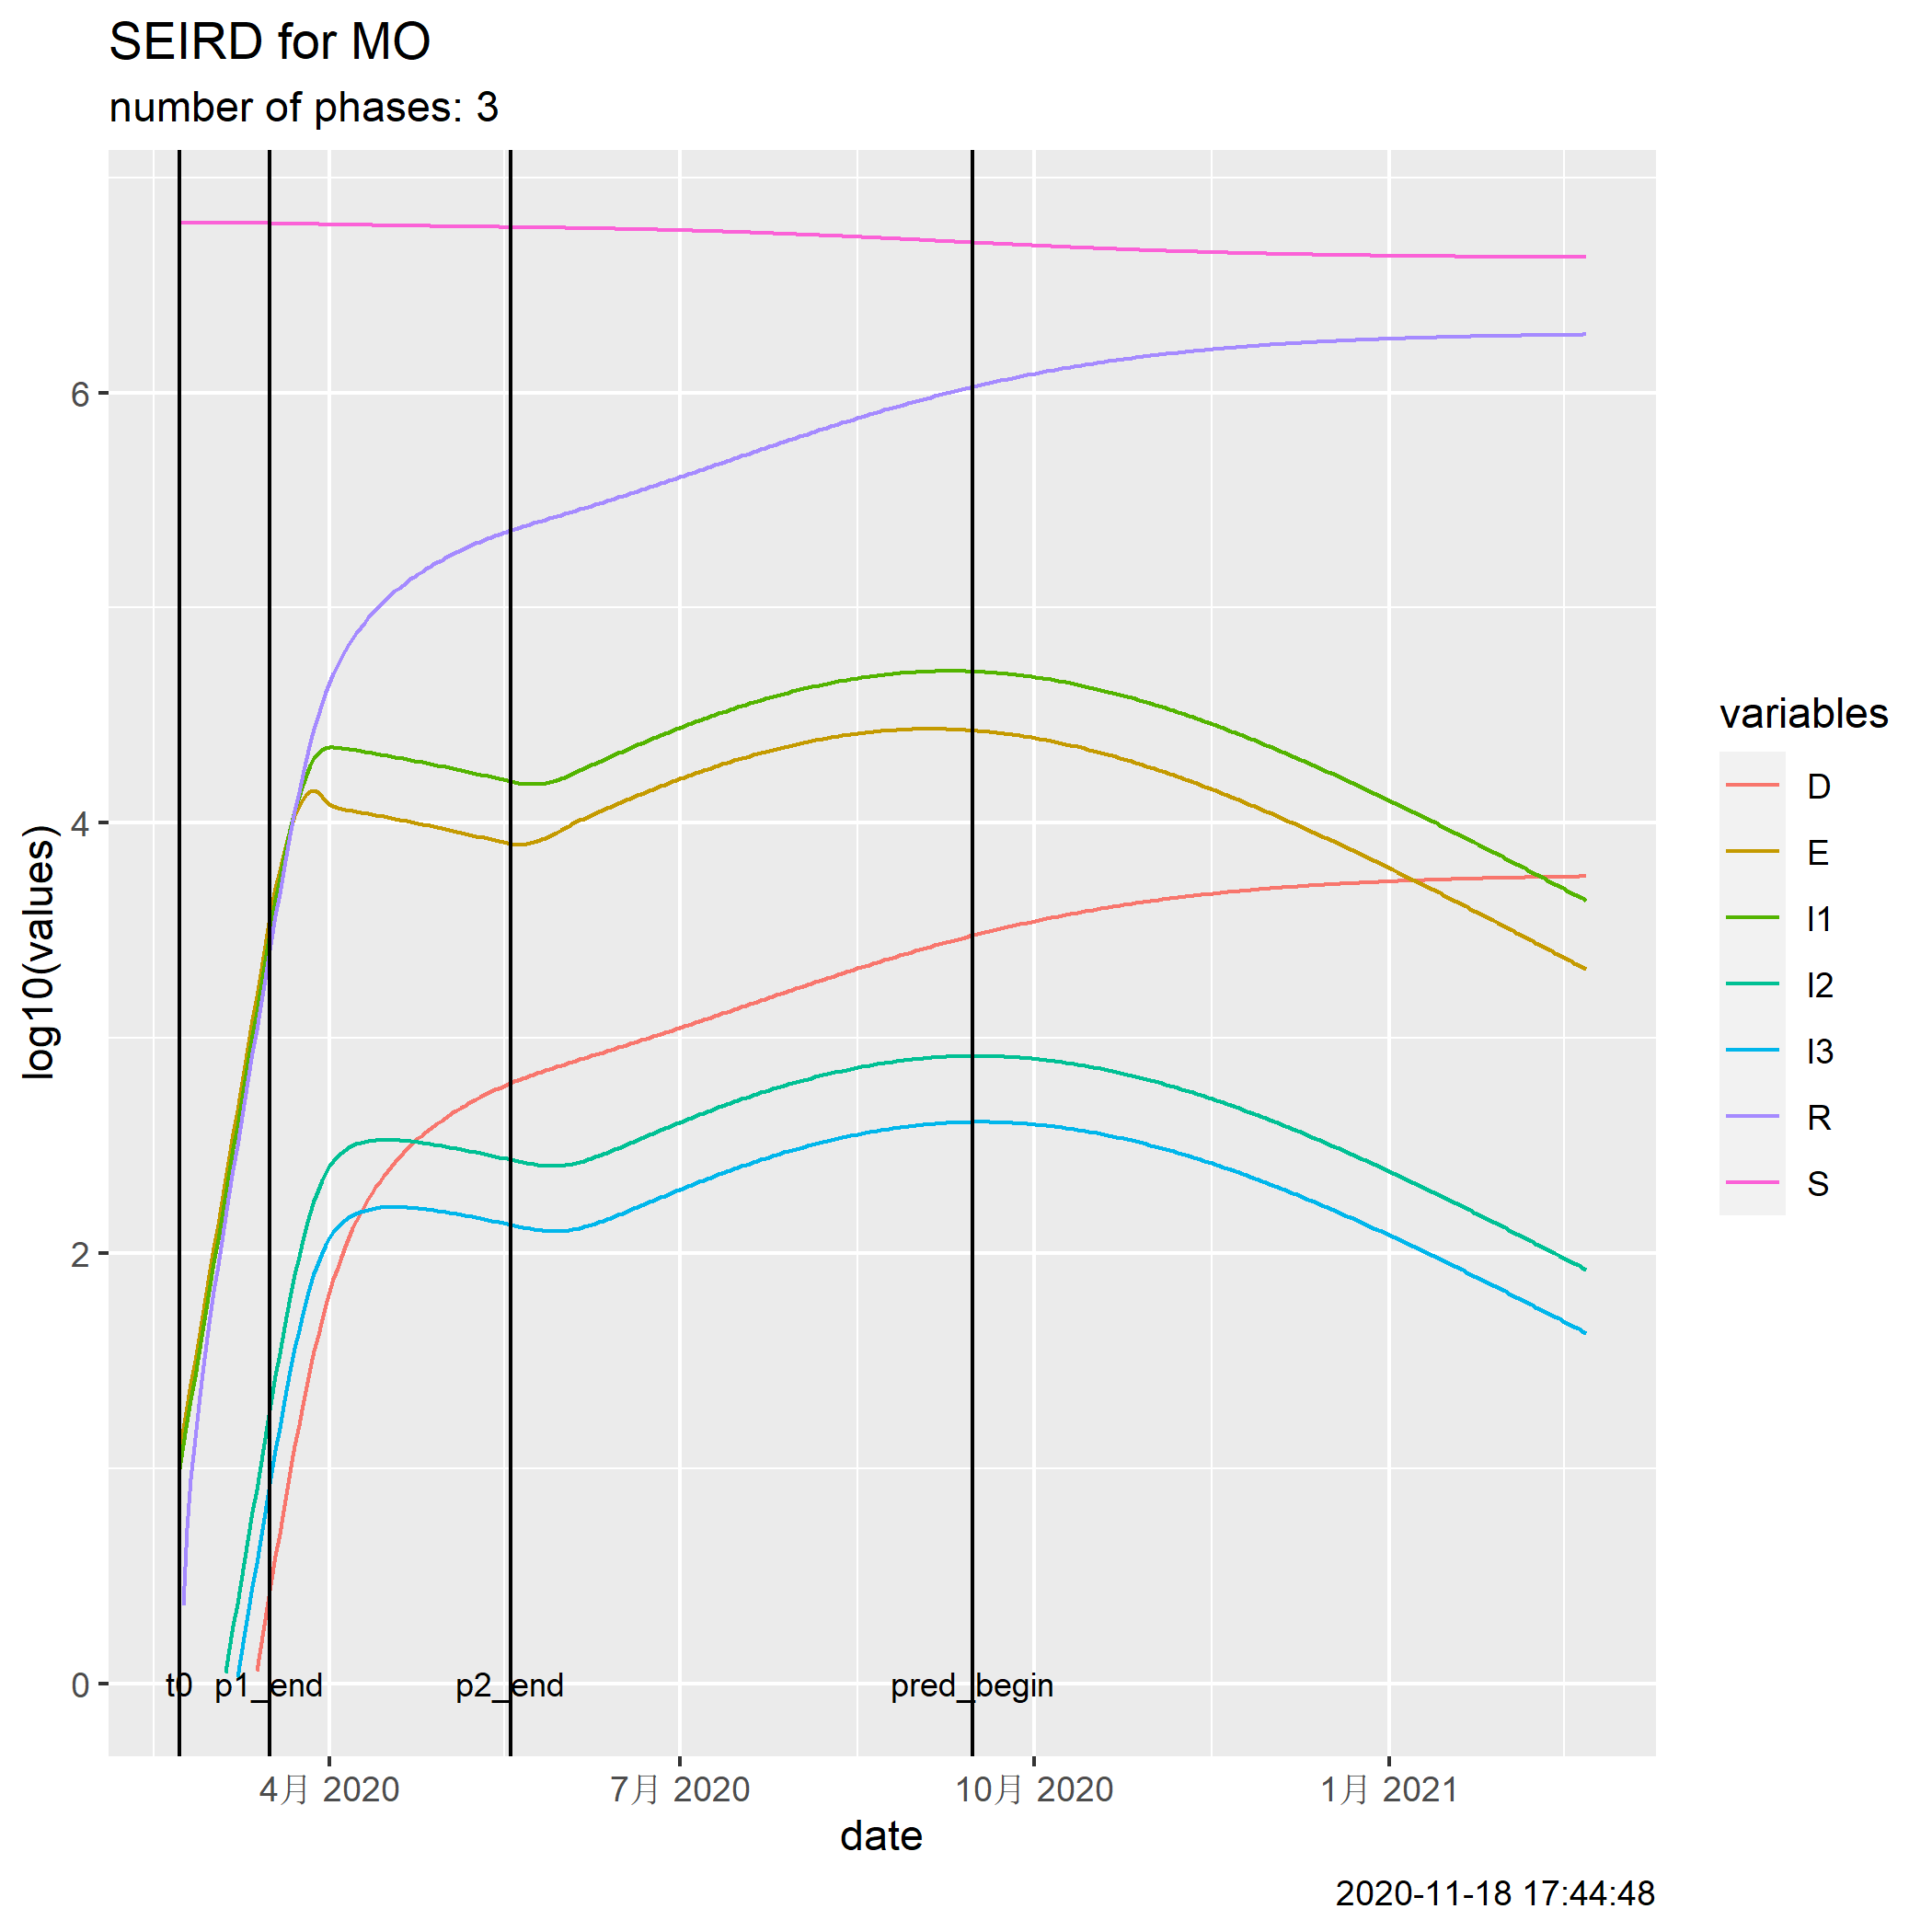 SEIRD for MO
number of phases: 3
log10(values)
6
4
2
0
t0 p1_end p2_end pred_begin
4月 2020 7月 2020 10月 2020 1月 2021
date
variables
D
E
I1
I2
I3
R
S
2020-11-18 17:44:48